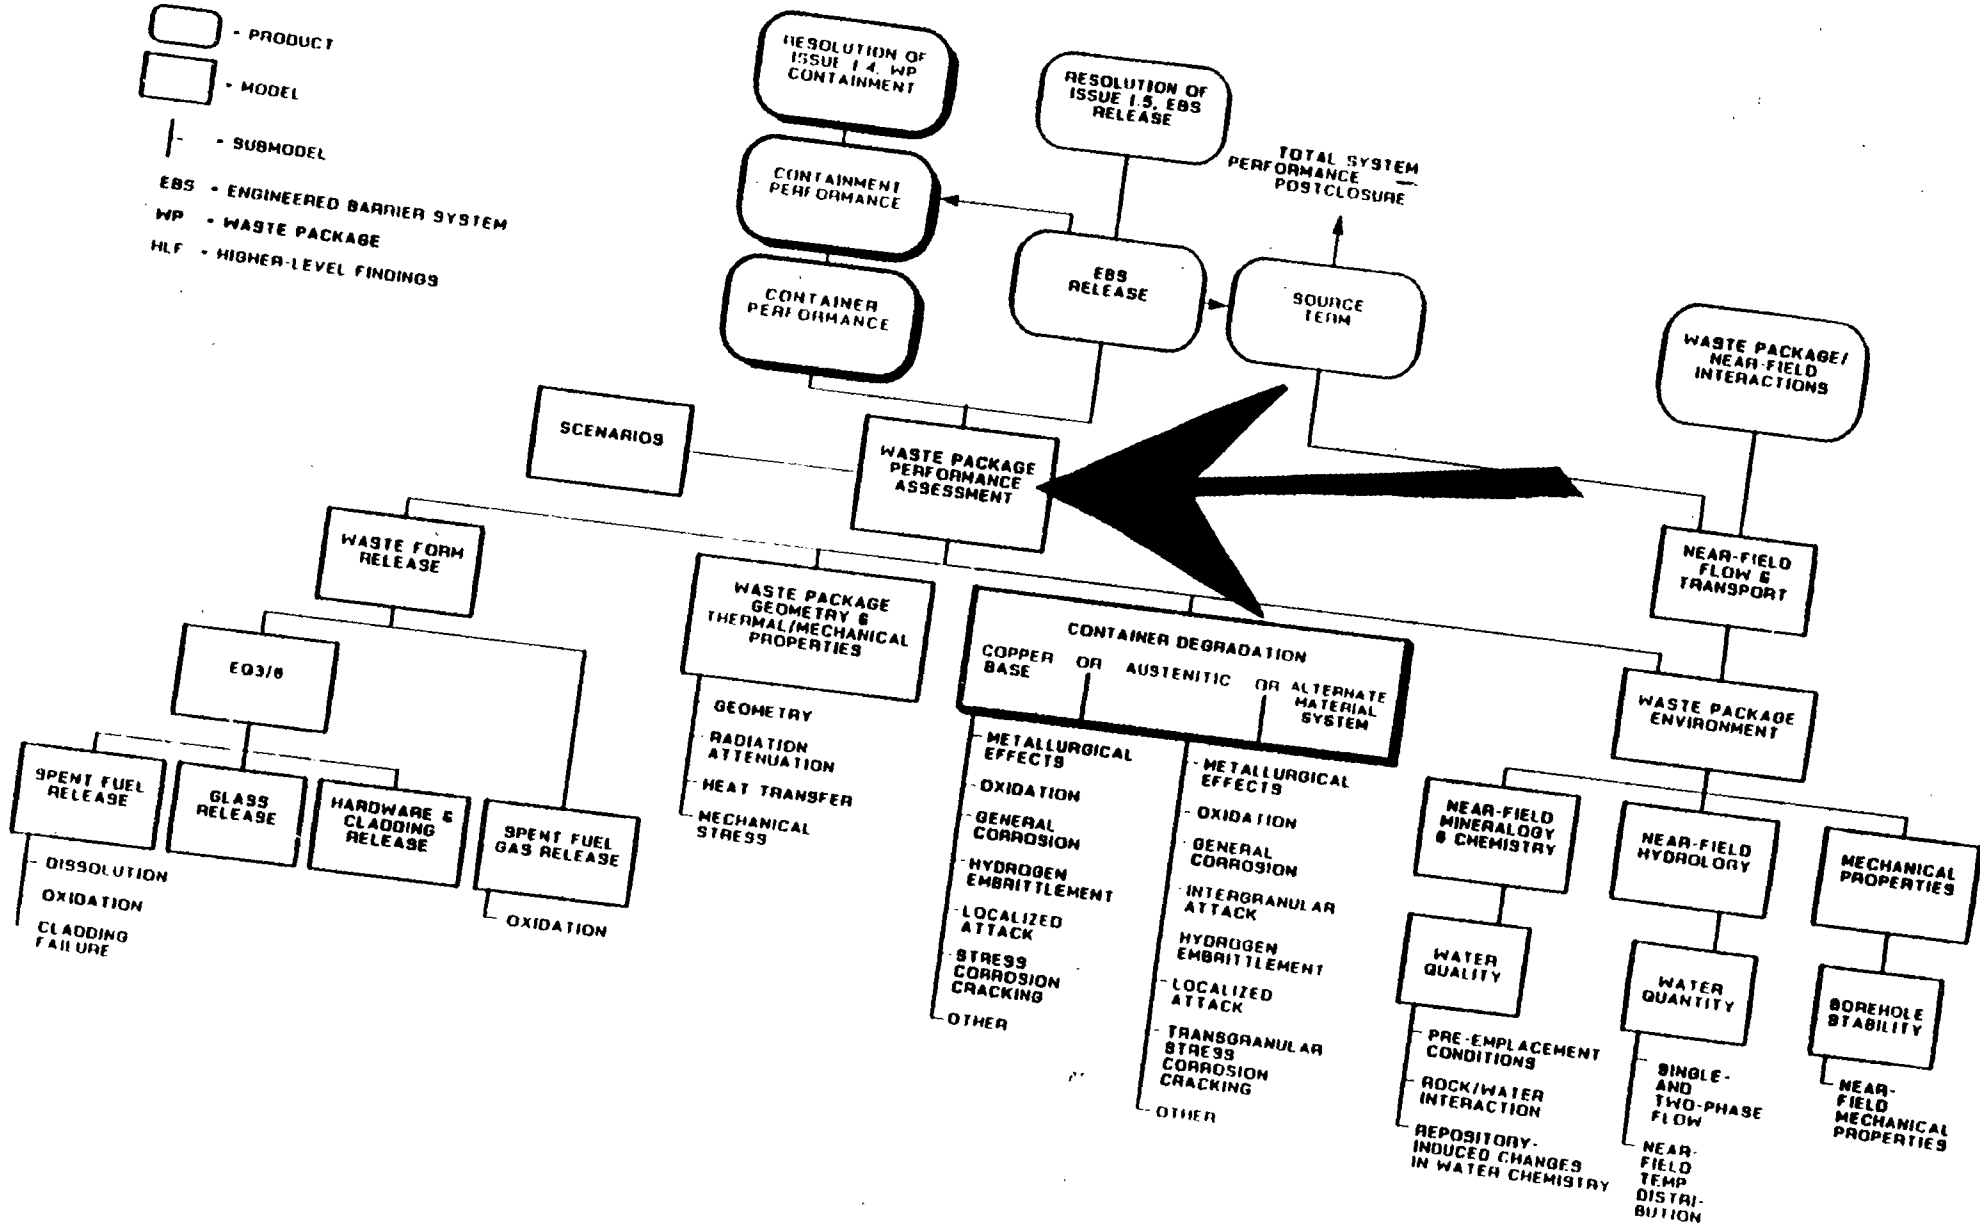 - PRODUCT
- MODEL
- SUBMODEL
EBS - ENGINEERED BARRIER SYSTEM
WP - WASTE PACKAGE
HLF - HIGHER-LEVEL FINDINGS
RESOLUTION OF
ISSUE 1.4, WP
CONTAINMENT
RESOLUTION OF
ISSUE 1.5, EBS
RELEASE
CONTAINMENT
PERFORMANCE
TOTAL SYSTEM
PERFORMANCE –
POSTCLOSURE
CONTAINER
PERFORMANCE
EBS
RELEASE
SOURCE
TERM
WASTE PACKAGE/
NEAR-FIELD
INTERACTIONS
SCENARIOS
WASTE PACKAGE
PERFORMANCE
ASSESSMENT
WASTE FORM
RELEASE
WASTE PACKAGE
GEOMETRY &
THERMAL/MECHANICAL
PROPERTIES
GEOMETRY
RADIATION
ATTENUATION
HEAT TRANSFER
MECHANICAL
STRESS
CONTAINER DEGRADATION
COPPER
BASE
OR
AUSTENITIC
OR
ALTERNATE
MATERIAL
SYSTEM
NEAR-FIELD
FLOW &
TRANSPORT
WASTE PACKAGE
ENVIRONMENT
EQ3/6
SPENT FUEL
RELEASE
GLASS
RELEASE
HARDWARE &
CLADDING
RELEASE
SPENT FUEL
GAS RELEASE
DISSOLUTION
OXIDATION
CLADDING
FAILURE
OXIDATION
METALLURGICAL
EFFECTS
OXIDATION
GENERAL
CORROSION
HYDROGEN
EMBRITTLEMENT
LOCALIZED
ATTACK
STRESS
CORROSION
CRACKING
OTHER
METALLURGICAL
EFFECTS
OXIDATION
GENERAL
CORROSION
INTERGRANULAR
ATTACK
HYDROGEN
EMBRITTLEMENT
LOCALIZED
ATTACK
TRANSGRANULAR
STRESS
CORROSION
CRACKING
OTHER
NEAR-FIELD
MINERALOGY
& CHEMISTRY
NEAR-FIELD
HYDROLORY
MECHANICAL
PROPERTIES
WATER
QUALITY
WATER
QUANTITY
BOREHOLE
STABILITY
PRE-EMPLACEMENT
CONDITIONS
ROCK/WATER
INTERACTION
REPOSITORY-
INDUCED CHANGES
IN WATER CHEMISTRY
SINGLE-
AND
TWO-PHASE
FLOW
NEAR-
FIELD
TEMP
DISTRI-
BUTION
NEAR-
FIELD
MECHANICAL
PROPERTIES